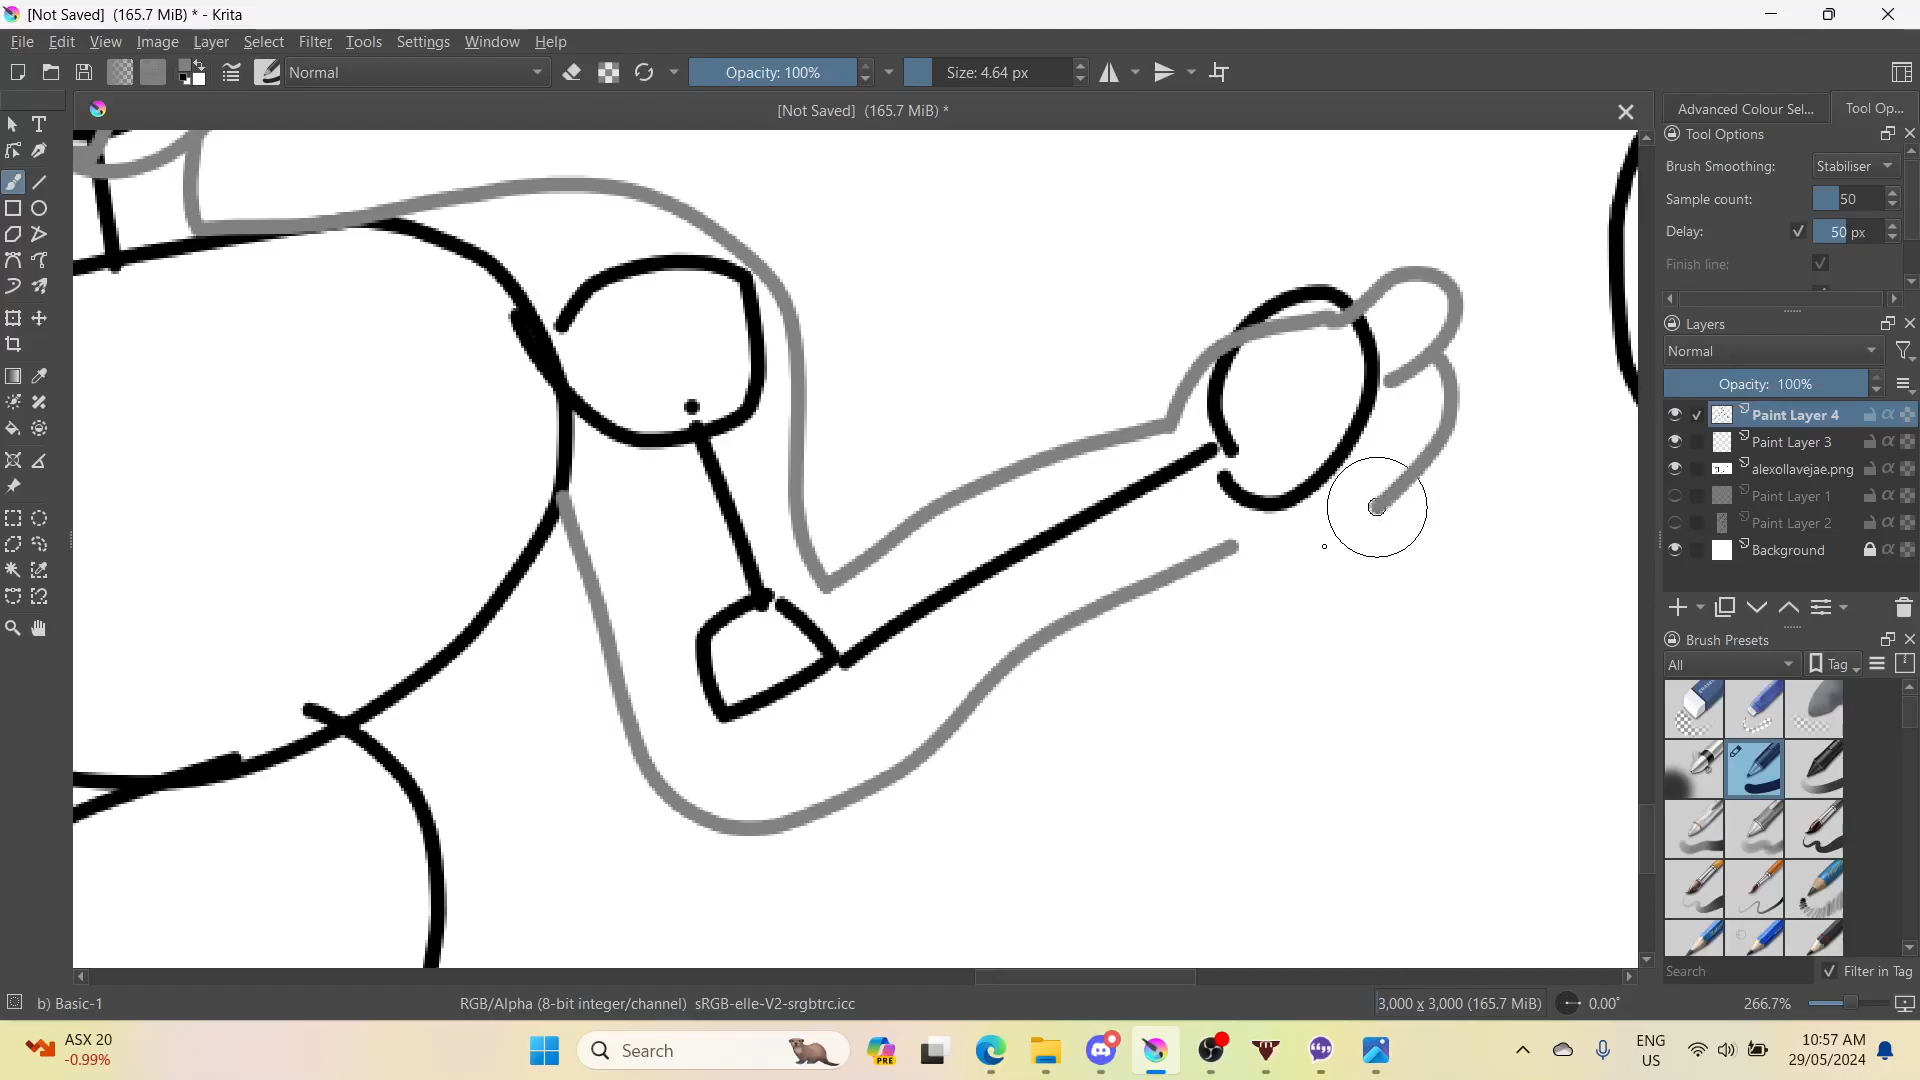 [Not Saved]  (165.7 MiB) * - Krita
File Edit View Image Layer Select Filter Tools Settings Window Help
Normal
Opacity: 100%
Size: 4.64 px
[Not Saved]  (165.7 MiB) *
Advanced Colour Sel...
Tool Op...
Tool Options
Brush Smoothing: Stabiliser
Sample count: 50
Delay: 50 px
Finish line:
Layers
Normal
Opacity: 100%
Paint Layer 4
Paint Layer 3
alexollavejae.png
Paint Layer 1
Paint Layer 2
Background
Brush Presets
All
Tag
Search
Filter in Tag
b) Basic-1
RGB/Alpha (8-bit integer/channel)  sRGB-elle-V2-srgbtrc.icc
3,000 x 3,000 (165.7 MiB)
0.00°
266.7%
ASX 20
-0.99%
Search
PRE
ENG
US
10:57 AM
29/05/2024